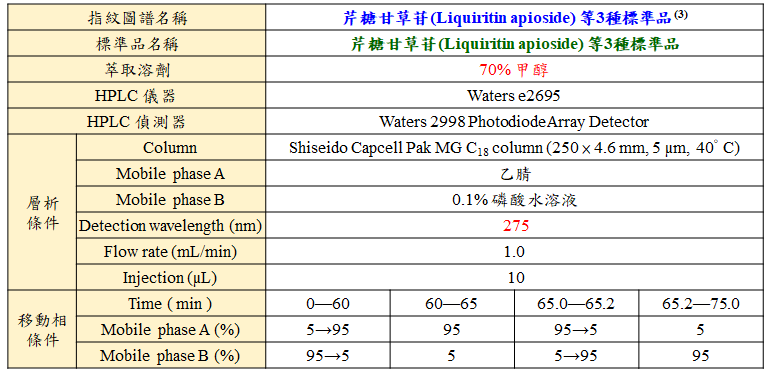 指紋圖譜名稱 芹糖甘草苷(Liquiritin apioside) 等3種標準品(3)
標準品名稱 芹糖甘草苷(Liquiritin apioside) 等3種標準品
萃取溶劑 70% 甲醇
HPLC 儀器 Waters e2695
HPLC 偵測器 Waters 2998 Photodiode Array Detector
層析條件
Column Shiseido Capcell Pak MG C18 column (250 x 4.6 mm, 5 μm, 40° C)
Mobile phase A 乙腈
Mobile phase B 0.1% 磷酸水溶液
Detection wavelength (nm) 275
Flow rate (mL/min) 1.0
Injection (μL) 10
移動相條件
Time ( min ) 0—60 60—65 65.0—65.2 65.2—75.0
Mobile phase A (%) 5→95 95 95→5 5
Mobile phase B (%) 95→5 5 5→95 95